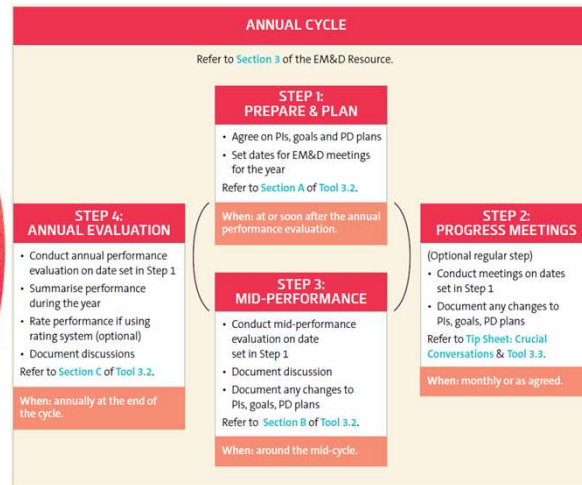 ANNUAL CYCLE
Refer to Section 3 of the EM&D Resource.
STEP 1:
PREPARE & PLAN
• Agree on PIs, goals and PD plans
• Set dates for EM&D meetings
for the year
Refer to Section A of Tool 3.2.
When: at or soon after the annual
performance evaluation.
STEP 2:
PROGRESS MEETINGS
(Optional regular step)
• Conduct meetings on dates
set in Step 1
• Document any changes to
PIs, goals, PD plans
Refer to Tip Sheet: Crucial
Conversations & Tool 3.3.
When: monthly or as agreed.
STEP 3:
MID-PERFORMANCE
• Conduct mid-performance
evaluation on date
set in Step 1
• Document discussion
• Document any changes to
PIs, goals, PD plans
Refer to Section B of Tool 3.2.
When: around the mid-cycle.
STEP 4:
ANNUAL EVALUATION
• Conduct annual performance
evaluation on date set in Step 1
• Summarise performance
during the year
• Rate performance if using
rating system (optional)
• Document discussions
Refer to Section C of Tool 3.2.
When: annually at the end of
the cycle.